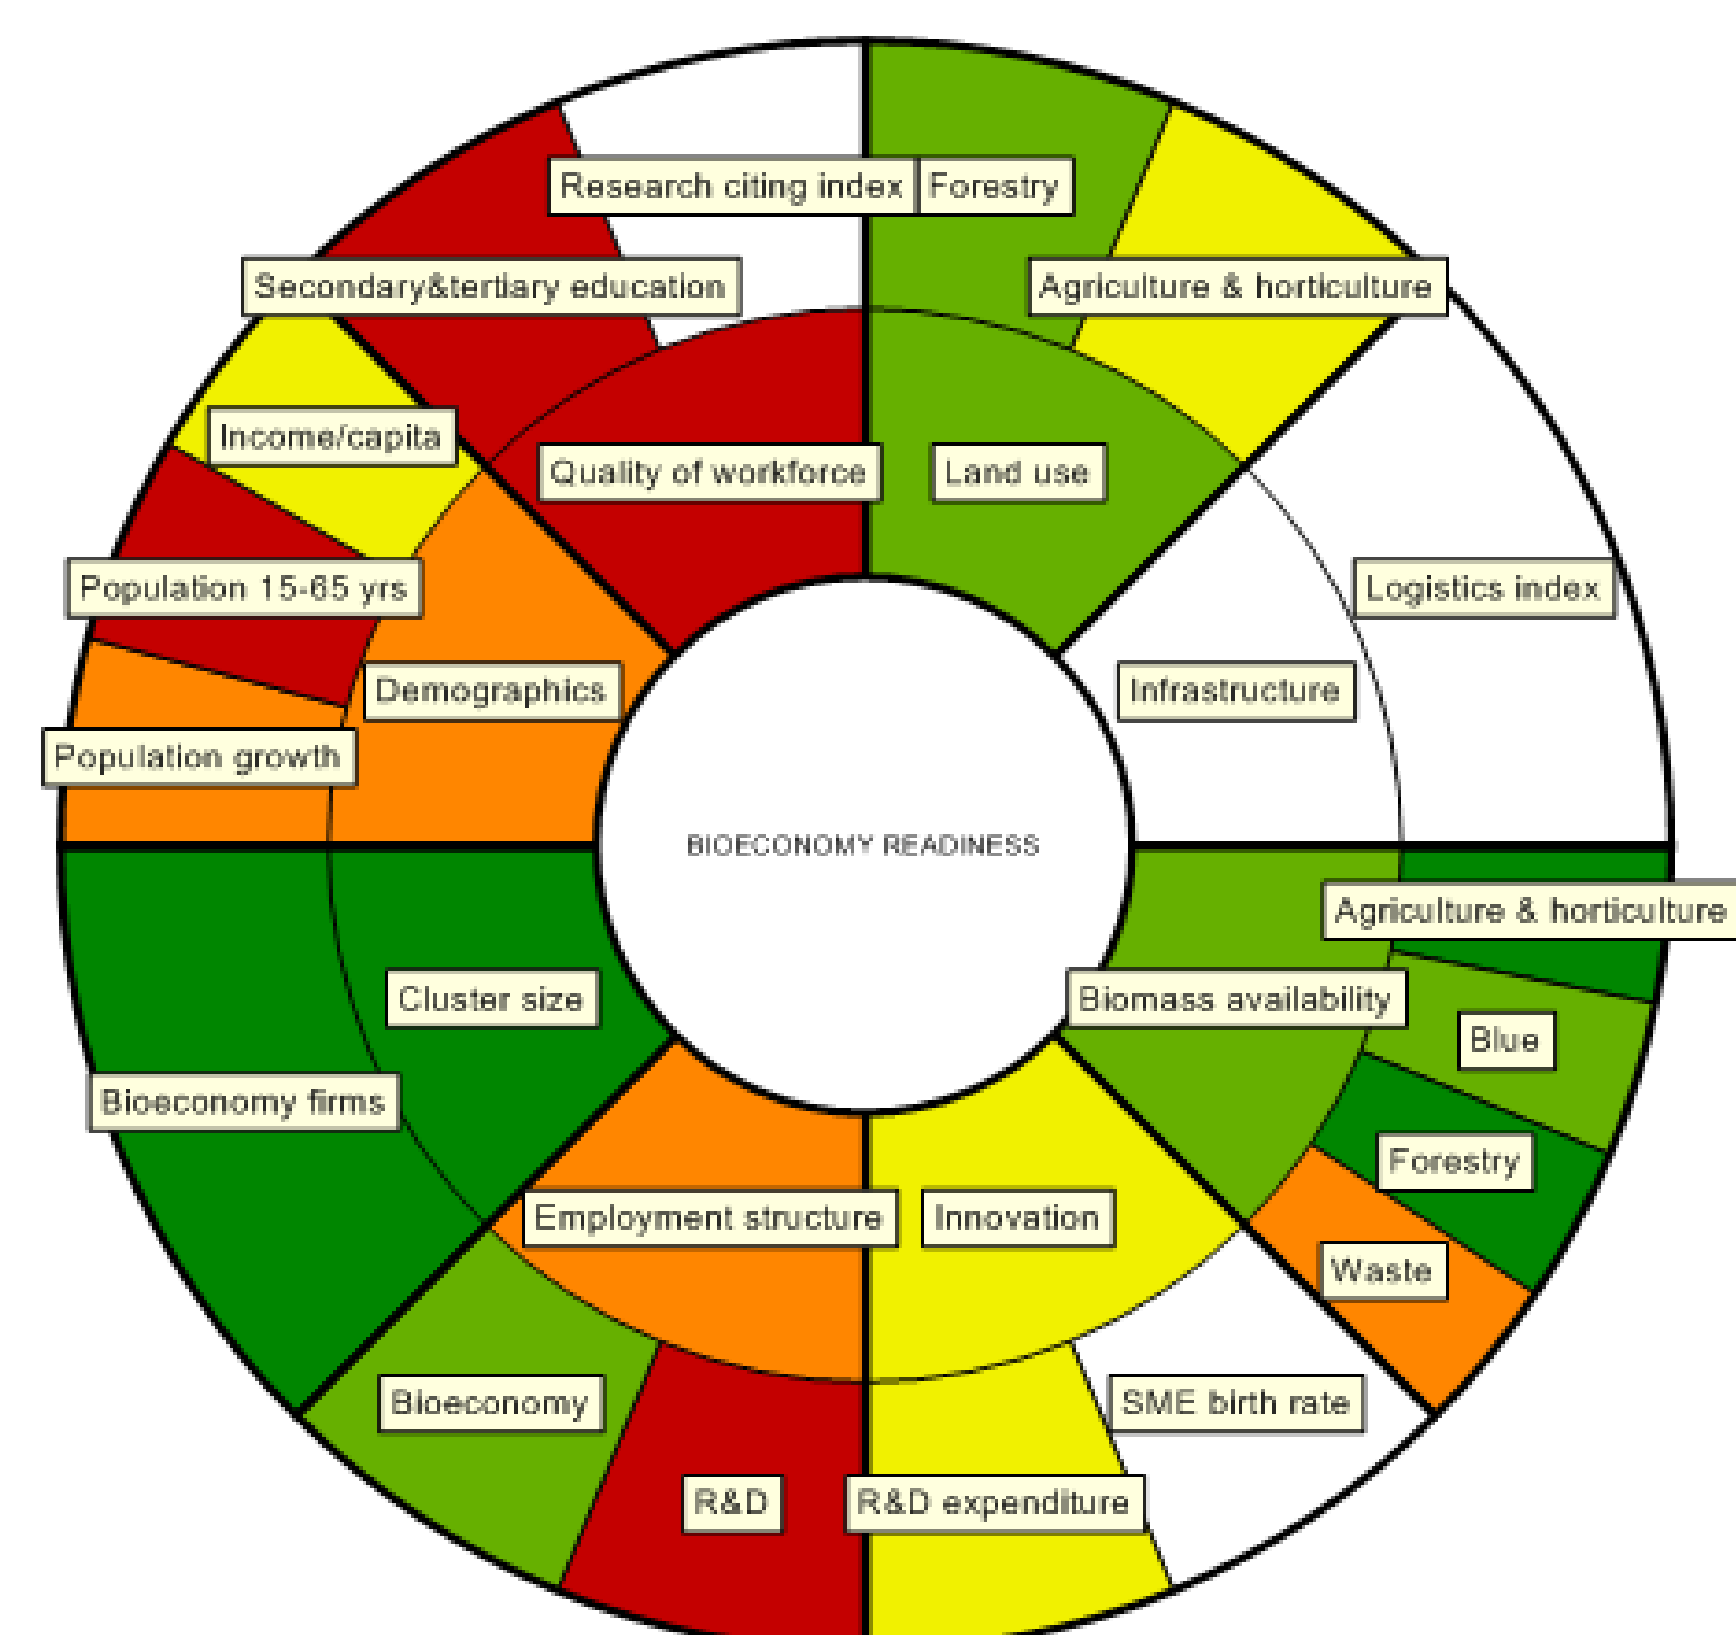 Research citing index
Forestry
Secondary&tertiary education
Agriculture & horticulture
Income/capita
Quality of workforce
Land use
Population 15-65 yrs
Logistics index
Demographics
Infrastructure
Population growth
BIOECONOMY READINESS
Agriculture & horticulture
Cluster size
Biomass availability
Blue
Bioeconomy firms
Forestry
Employment structure
Innovation
Waste
Bioeconomy
SME birth rate
R&D
R&D expenditure